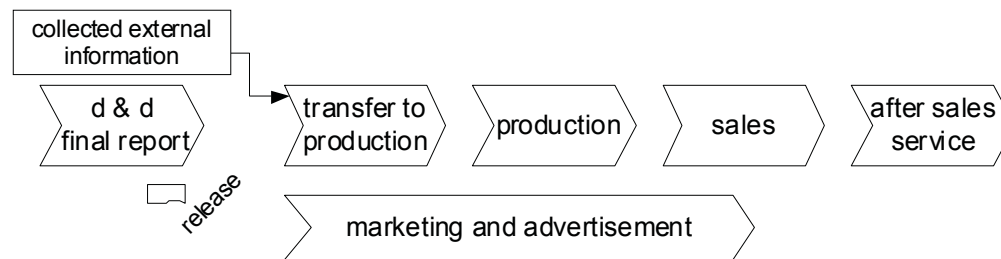 collected external
information
d & d
final report
transfer to
production
production
sales
after sales
service
release
marketing and advertisement